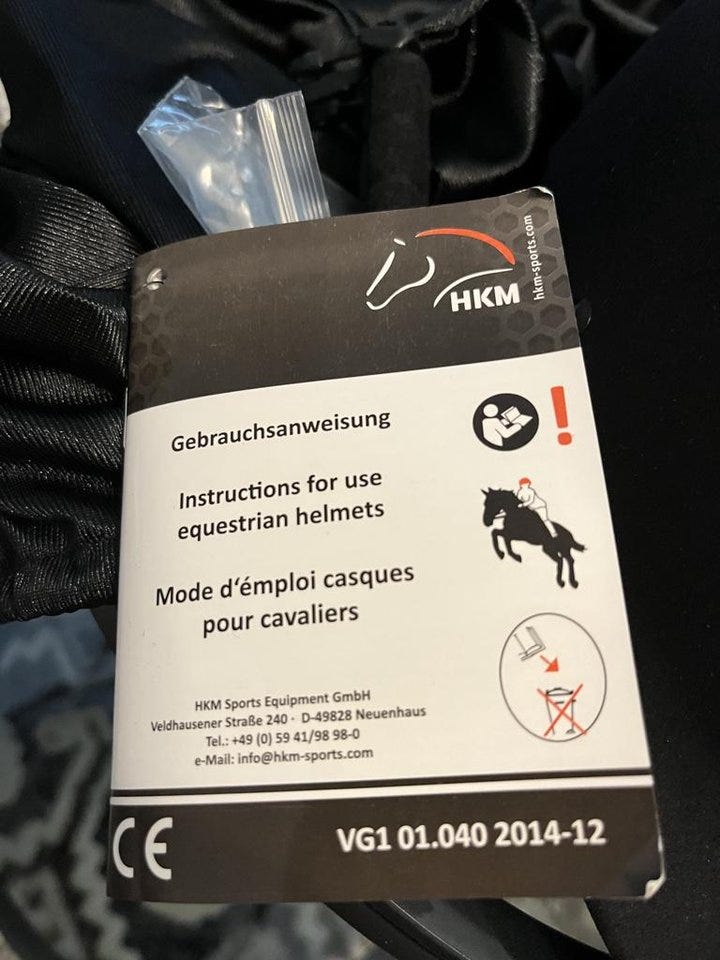 HKM
hkm-sports.com
Gebrauchsanweisung
!
Instructions for use
equestrian helmets
Mode d‘émploi casques
pour cavaliers
HKM Sports Equipment GmbH
Veldhausener Straße 240 · D-49828 Neuenhaus
Tel.: +49 (0) 59 41/98 98-0
e-Mail: info@hkm-sports.com
CE
VG1 01.040 2014-12